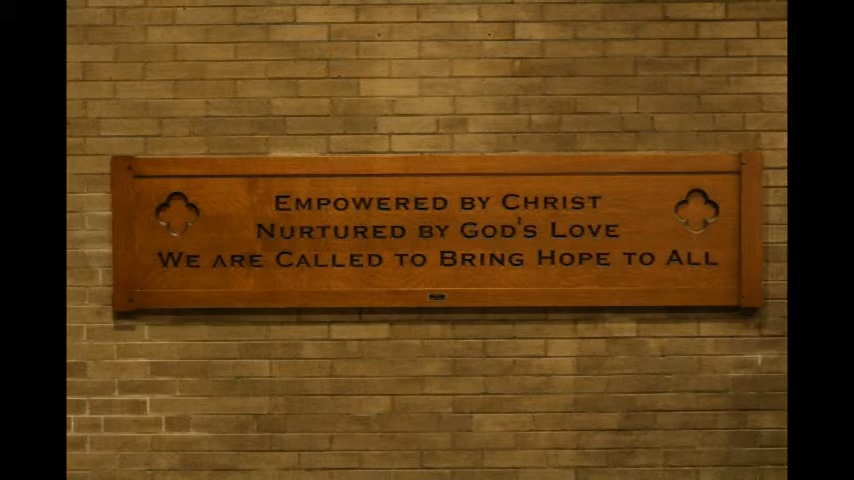 Empowered by Christ
Nurtured by God's Love
We are Called to Bring Hope to All